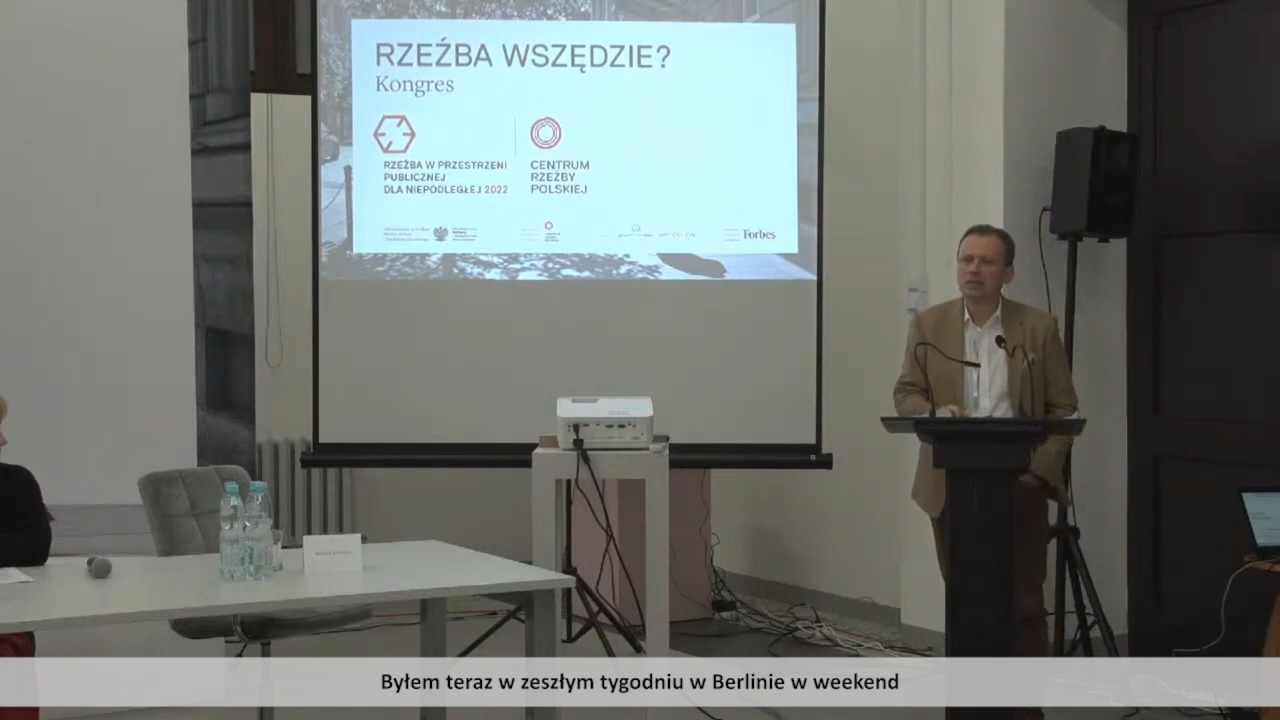 RZEŹBA WSZĘDZIE?
Kongres
RZEŹBA W PRZESTRZENI
PUBLICZNEJ
DLA NIEPODLEGŁEJ 2022
CENTRUM
RZEŹBY
POLSKIEJ
Forbes
Byłem teraz w zeszłym tygodniu w Berlinie w weekend